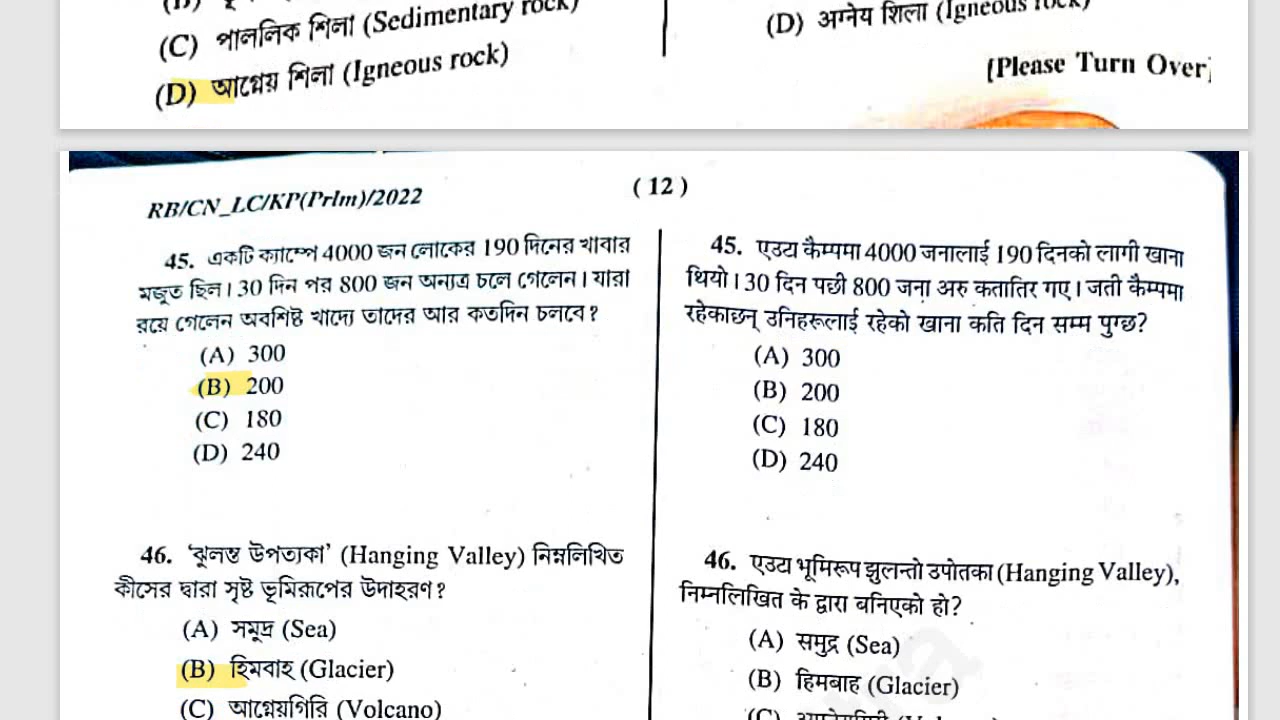 (C) পাললিক শিলা (Sedimentary rock)
(D) আগ্নেয় শিলা (Igneous rock)
(D) अग्नेय शिला (Igneous rock)
[Please Turn Over]
RB/CN_LC/KP(Prlm)/2022
( 12 )
45. একটি ক্যাম্পে 4000 জন লোকের 190 দিনের খাবার
মজুত ছিল। 30 দিন পর 800 জন অন্যত্র চলে গেলেন। যারা
রয়ে গেলেন অবশিষ্ট খাদ্যে তাদের আর কতদিন চলবে?
(A) 300
(B) 200
(C) 180
(D) 240
46. ‘ঝুলন্ত উপত্যকা’ (Hanging Valley) নিম্নলিখিত
কীসের দ্বারা সৃষ্ট ভূমিরূপের উদাহরণ?
(A) সমুদ্র (Sea)
(B) হিমবাহ (Glacier)
(C) আগ্নেয়গিরি (Volcano)
45. एउटा कैम्पमा 4000 जनालाई 190 दिनको लागी खाना
थियो। 30 दिन पछी 800 जना अरु कतातिर गए। जती कैम्पमा
रहेकाछन् उनिहरूलाई रहेको खाना कति दिन सम्म पुग्छ?
(A) 300
(B) 200
(C) 180
(D) 240
46. एउटा भूमिरूप झुलन्तो उपोतका (Hanging Valley),
निम्नलिखित के द्वारा बनिएको हो?
(A) समुद्र (Sea)
(B) हिमबाह (Glacier)